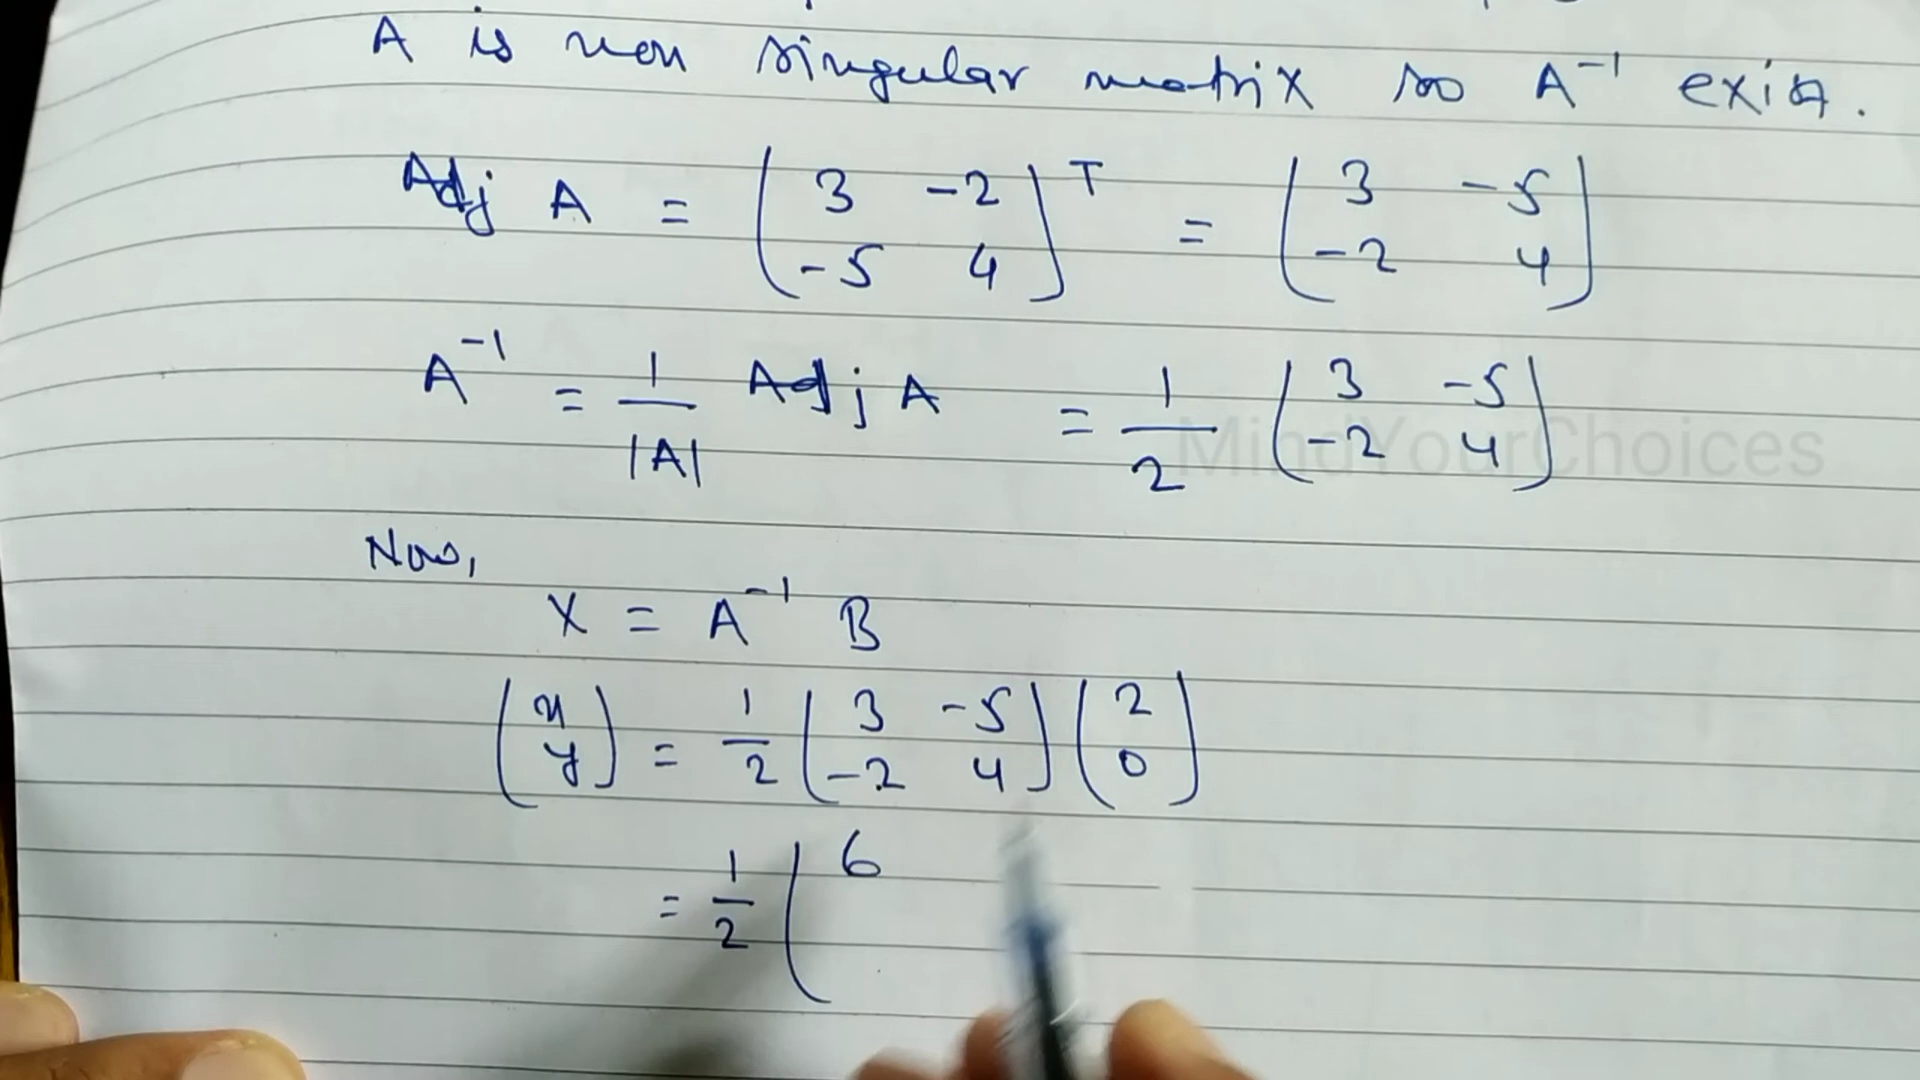 A is non singular matrix so A⁻¹ exist.
Adj A = (3 -2; -5 4)ᵀ = (3 -5; -2 4)
A⁻¹ = 1/|A| Adj A = 1/2 (3 -5; -2 4)
MindYourChoices
Now,
X = A⁻¹ B
(x; y) = 1/2 (3 -5; -2 4) (2; 0)
= 1/2 ( 6